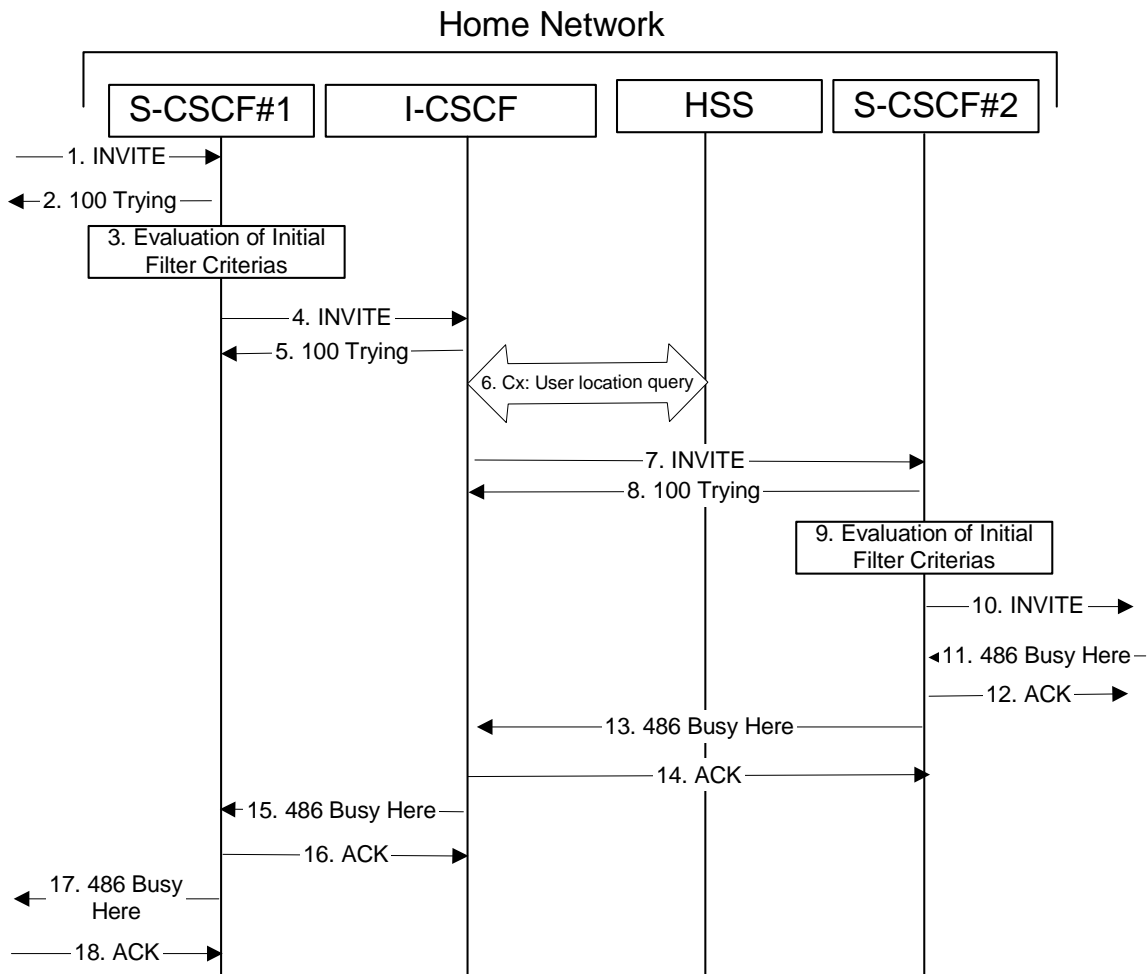 Home Network
S-CSCF#1
I-CSCF
HSS
S-CSCF#2
1. INVITE
2. 100 Trying
3. Evaluation of Initial
Filter Criterias
4. INVITE
5. 100 Trying
6. Cx: User location query
7. INVITE
8. 100 Trying
9. Evaluation of Initial
Filter Criterias
10. INVITE
11. 486 Busy Here
12. ACK
13. 486 Busy Here
14. ACK
15. 486 Busy Here
16. ACK
17. 486 Busy
Here
18. ACK